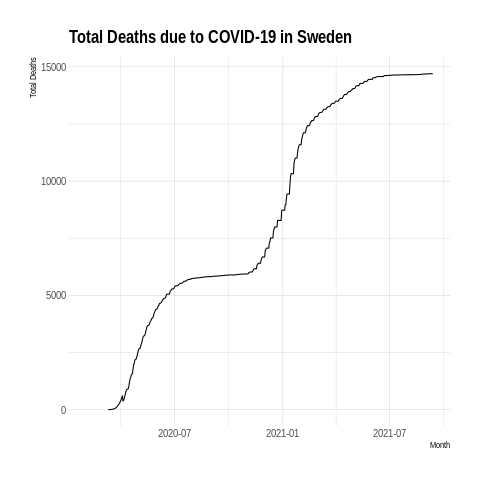 Total Deaths due to COVID-19 in Sweden
Total Deaths
15000
10000
5000
0
2020-07
2021-01
2021-07
Month